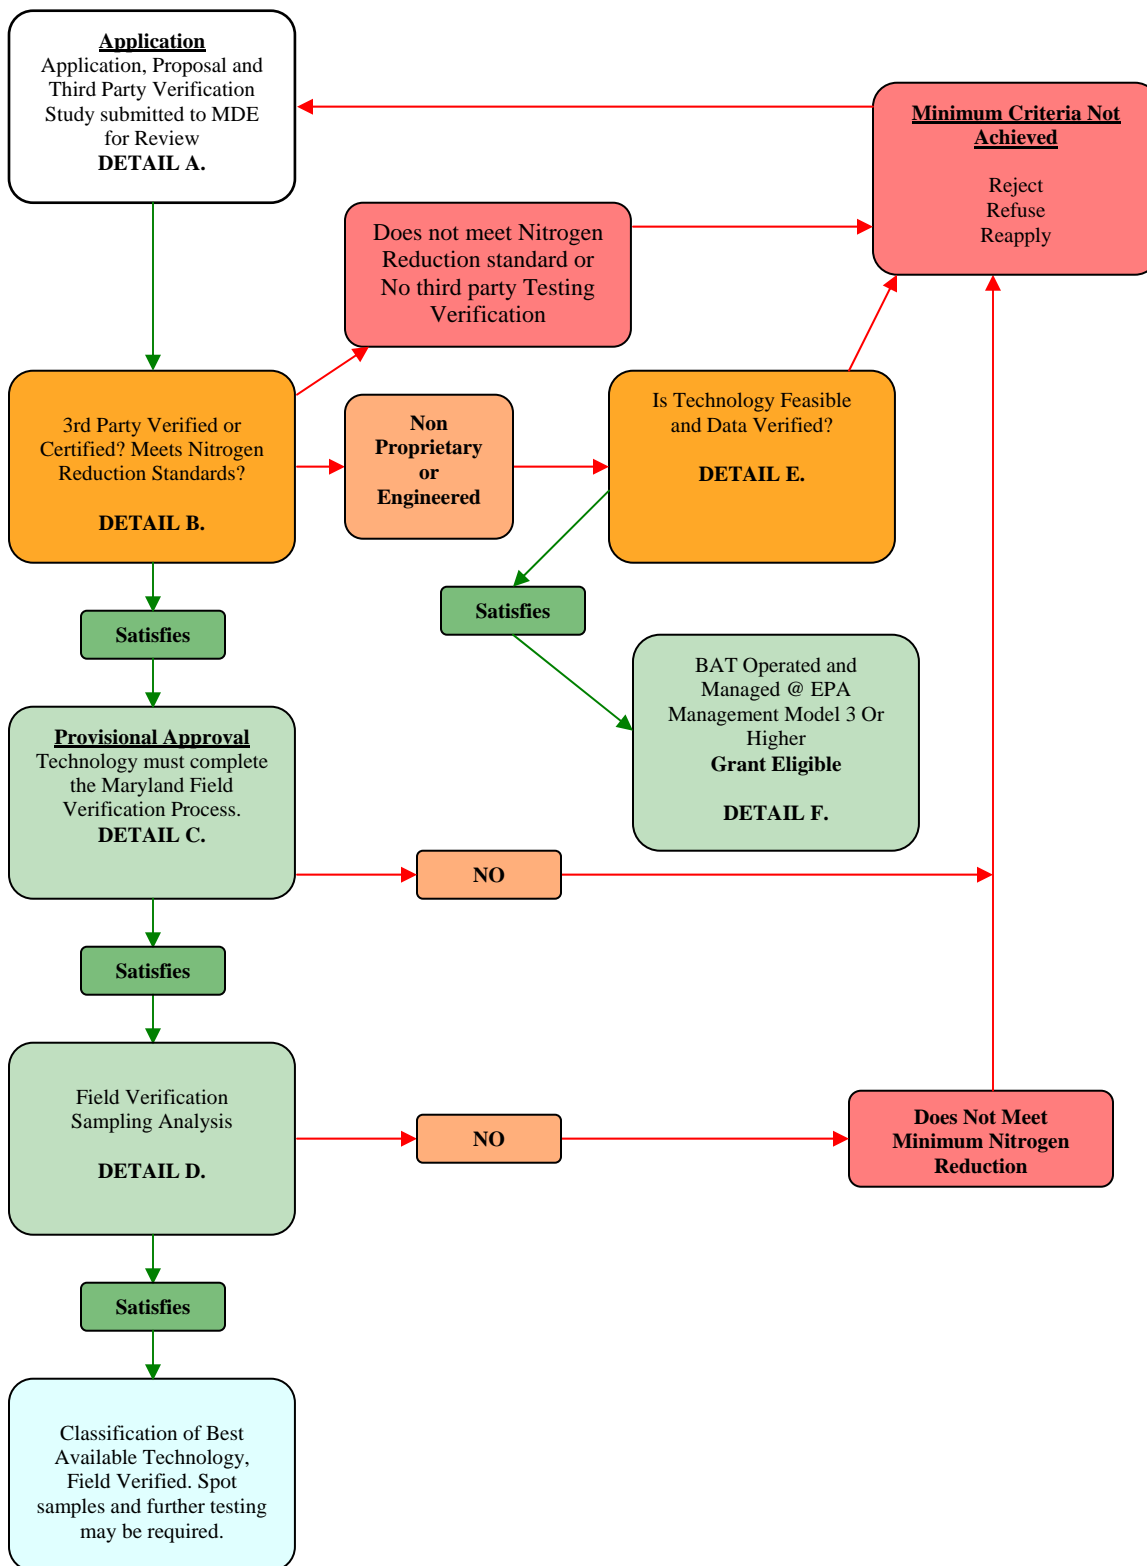 Application
Application, Proposal and
Third Party Verification
Study submitted to MDE
for Review
DETAIL A.
Minimum Criteria Not
Achieved
Reject
Refuse
Reapply
Does not meet Nitrogen
Reduction standard or
No third party Testing
Verification
3rd Party Verified or
Certified? Meets Nitrogen
Reduction Standards?
DETAIL B.
Non
Proprietary
or
Engineered
Is Technology Feasible
and Data Verified?
DETAIL E.
Satisfies
Satisfies
BAT Operated and
Managed @ EPA
Management Model 3 Or
Higher
Grant Eligible
DETAIL F.
Provisional Approval
Technology must complete
the Maryland Field
Verification Process.
DETAIL C.
NO
Satisfies
Field Verification
Sampling Analysis
DETAIL D.
NO
Does Not Meet
Minimum Nitrogen
Reduction
Satisfies
Classification of Best
Available Technology,
Field Verified. Spot
samples and further testing
may be required.